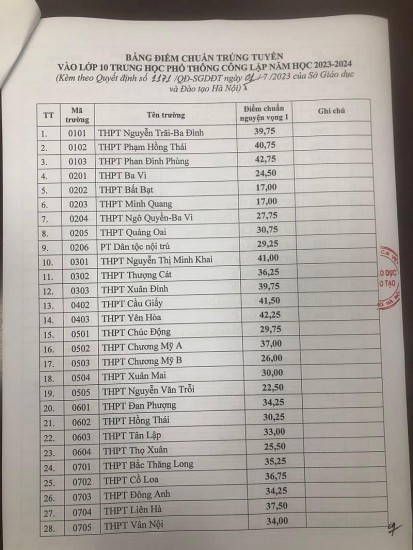 BẢNG ĐIỂM CHUẨN TRÚNG TUYỂN
VÀO LỚP 10 TRUNG HỌC PHỔ THÔNG CÔNG LẬP NĂM HỌC 2023-2024
(Kèm theo Quyết định số 1171/QĐ-SGDĐT ngày /7/2023 của Sở Giáo dục
và Đào tạo Hà Nội)
TT Mã trường Tên trường Điểm chuẩn nguyện vọng 1 Ghi chú
1. 0101 THPT Nguyễn Trãi-Ba Đình 39,75
2. 0102 THPT Phạm Hồng Thái 40,75
3. 0103 THPT Phan Đình Phùng 42,75
4. 0201 THPT Ba Vì 24,50
5. 0202 THPT Bất Bạt 17,00
6. 0203 THPT Minh Quang 17,00
7. 0204 THPT Ngô Quyền-Ba Vì 27,75
8. 0205 THPT Quảng Oai 30,75
9. 0206 PT Dân tộc nội trú 29,25
10. 0301 THPT Nguyễn Thị Minh Khai 41,00
11. 0302 THPT Thượng Cát 36,25
12. 0303 THPT Xuân Đỉnh 39,75
13. 0402 THPT Cầu Giấy 41,50
14. 0403 THPT Yên Hòa 42,25
15. 0501 THPT Chúc Động 29,75
16. 0502 THPT Chương Mỹ A 37,00
17. 0503 THPT Chương Mỹ B 26,00
18. 0504 THPT Xuân Mai 30,00
19. 0505 THPT Nguyễn Văn Trỗi 22,50
20. 0601 THPT Đan Phượng 34,25
21. 0602 THPT Hồng Thái 30,25
22. 0603 THPT Tân Lập 33,00
23. 0604 THPT Thọ Xuân 25,50
24. 0701 THPT Bắc Thăng Long 35,25
25. 0702 THPT Cổ Loa 36,75
26. 0703 THPT Đông Anh 34,25
27. 0704 THPT Liên Hà 37,50
28. 0705 THPT Vân Nội 34,00